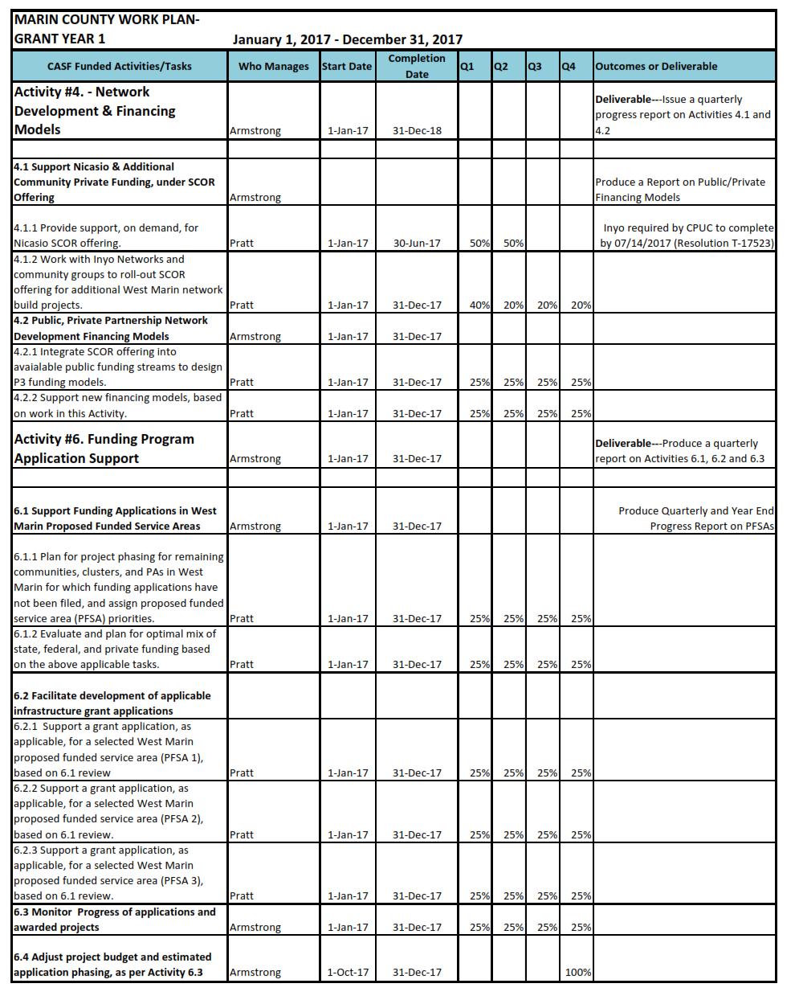 MARIN COUNTY WORK PLAN-
GRANT YEAR 1 January 1, 2017 - December 31, 2017
CASF Funded Activities/Tasks Who Manages Start Date Completion Date Q1 Q2 Q3 Q4 Outcomes or Deliverable
Activity #4. - Network
Development & Financing
Models Armstrong 1-Jan-17 31-Dec-18
Deliverable---Issue a quarterly
progress report on Activities 4.1 and
4.2
4.1 Support Nicasio & Additional
Community Private Funding, under SCOR
Offering Armstrong
Produce a Report on Public/Private
Financing Models
4.1.1 Provide support, on demand, for
Nicasio SCOR offering. Pratt 1-Jan-17 30-Jun-17 50% 50%
Inyo required by CPUC to complete
by 07/14/2017 (Resolution T-17523)
4.1.2 Work with Inyo Networks and
community groups to roll-out SCOR
offering for additional West Marin network
build projects. Pratt 1-Jan-17 31-Dec-17 40% 20% 20% 20%
4.2 Public, Private Partnership Network
Development Financing Models Armstrong 1-Jan-17 31-Dec-17
4.2.1 Integrate SCOR offering into
avaialable public funding streams to design
P3 funding models. Pratt 1-Jan-17 31-Dec-17 25% 25% 25% 25%
4.2.2 Support new financing models, based
on work in this Activity. Pratt 1-Jan-17 31-Dec-17 25% 25% 25% 25%
Activity #6. Funding Program
Application Support Armstrong 1-Jan-17 31-Dec-17
Deliverable---Produce a quarterly
report on Activities 6.1, 6.2 and 6.3
6.1 Support Funding Applications in West
Marin Proposed Funded Service Areas Armstrong 1-Jan-17 31-Dec-17
Produce Quarterly and Year End
Progress Report on PFSAs
6.1.1 Plan for project phasing for remaining
communities, clusters, and PAs in West
Marin for which funding applications have
not been filed, and assign proposed funded
service area (PFSA) priorities. Pratt 1-Jan-17 31-Dec-17 25% 25% 25% 25%
6.1.2 Evaluate and plan for optimal mix of
state, federal, and private funding based
on the above applicable tasks. Pratt 1-Jan-17 31-Dec-17 25% 25% 25% 25%
6.2 Facilitate development of applicable
infrastructure grant applications
6.2.1  Support a grant application, as
applicable, for a selected West Marin
proposed funded service area (PFSA 1),
based on 6.1 review Pratt 1-Jan-17 31-Dec-17 25% 25% 25% 25%
6.2.2 Support a grant application, as
applicable, for a selected West Marin
proposed funded service area (PFSA 2),
based on 6.1 review. Pratt 1-Jan-17 31-Dec-17 25% 25% 25% 25%
6.2.3 Support a grant application, as
applicable, for a selected West Marin
proposed funded service area (PFSA 3),
based on 6.1 review. Pratt 1-Jan-17 31-Dec-17 25% 25% 25% 25%
6.3 Monitor  Progress of applications and
awarded projects Armstrong 1-Jan-17 31-Dec-17 25% 25% 25% 25%
6.4 Adjust project budget and estimated
application phasing, as per Activity 6.3 Armstrong 1-Oct-17 31-Dec-17 100%